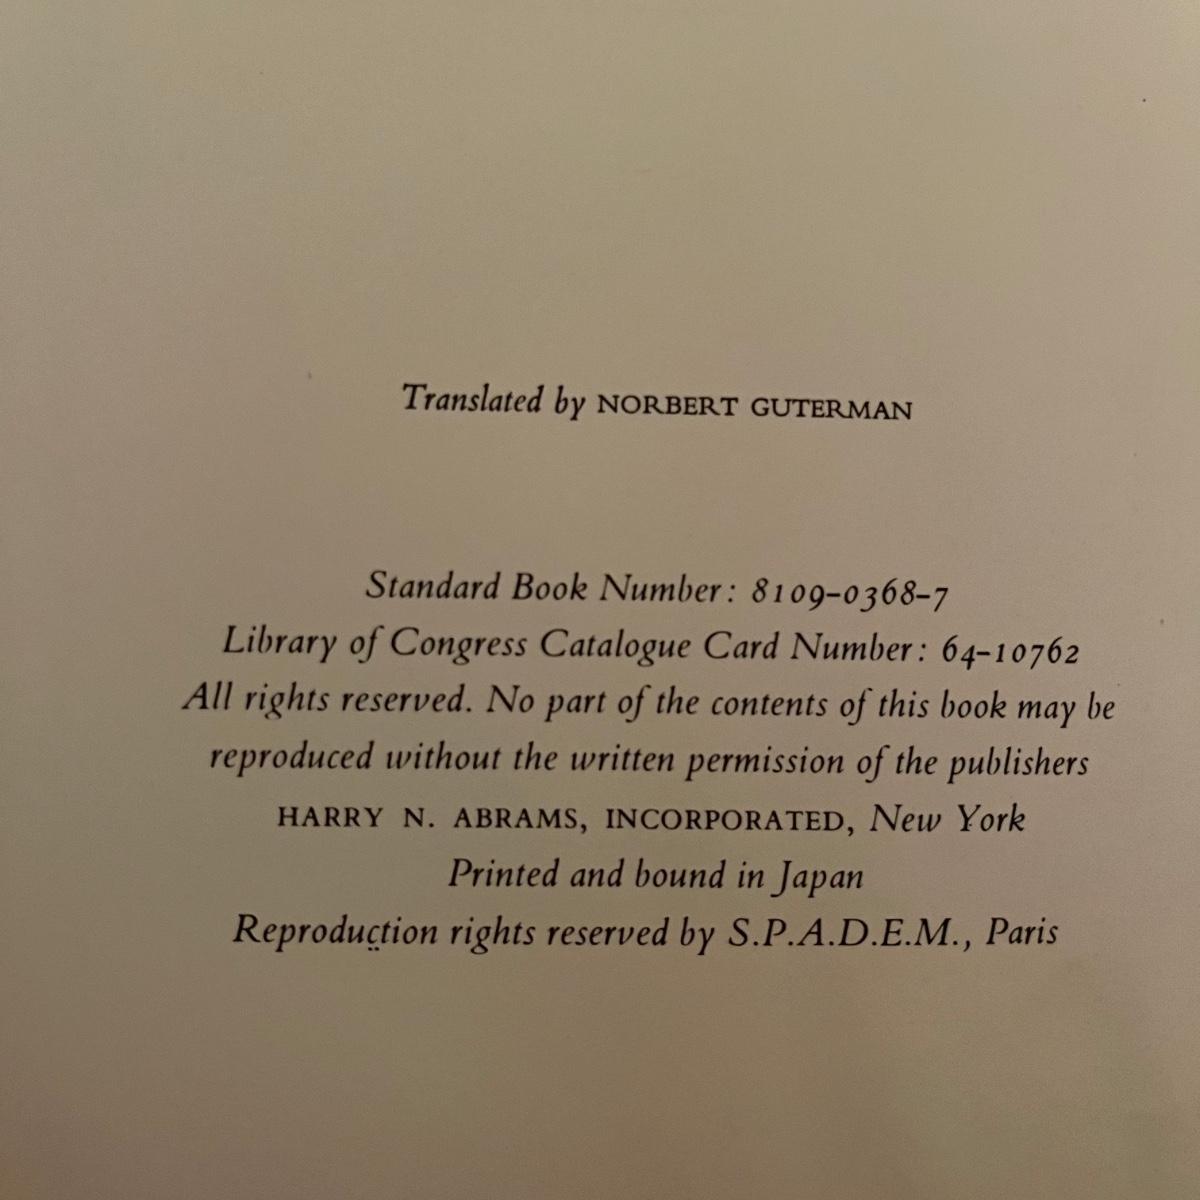 Translated by NORBERT GUTERMAN
Standard Book Number: 8109-0368-7
Library of Congress Catalogue Card Number: 64-10762
All rights reserved. No part of the contents of this book may be
reproduced without the written permission of the publishers
HARRY N. ABRAMS, INCORPORATED, New York
Printed and bound in Japan
Reproduction rights reserved by S.P.A.D.E.M., Paris